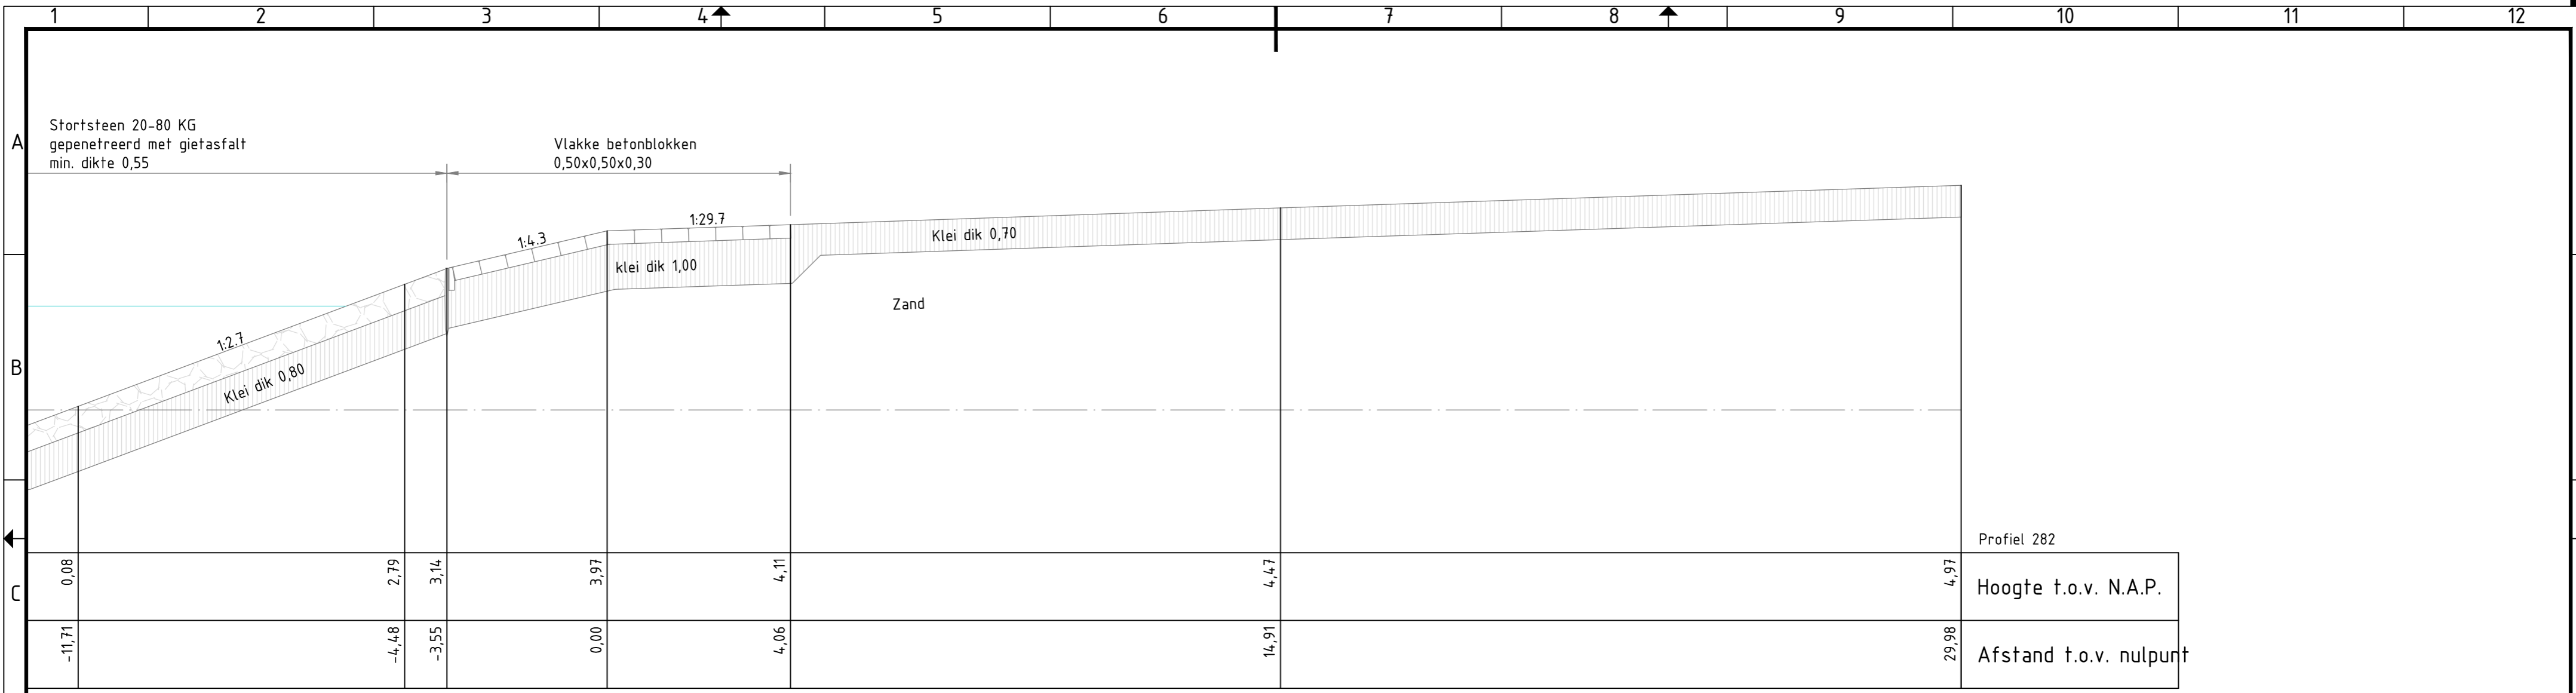 1 2 3 4 5 6 7 8 9 10 11 12
A
Stortsteen 20-80 KG
gepenetreerd met gietasfalt
min. dikte 0,55
Vlakke betonblokken
0,50x0,50x0,30
1:29.7
1:4.3
Klei dik 0,70
klei dik 1,00
Zand
1:2.7
B
Klei dik 0,80
Profiel 282
C
0,08 2,79 3,14 3,97 4,11 4,47 4,97 Hoogte t.o.v. N.A.P.
-11,71 -4,48 -3,55 0,00 4,06 14,91 29,98 Afstand t.o.v. nulpunt